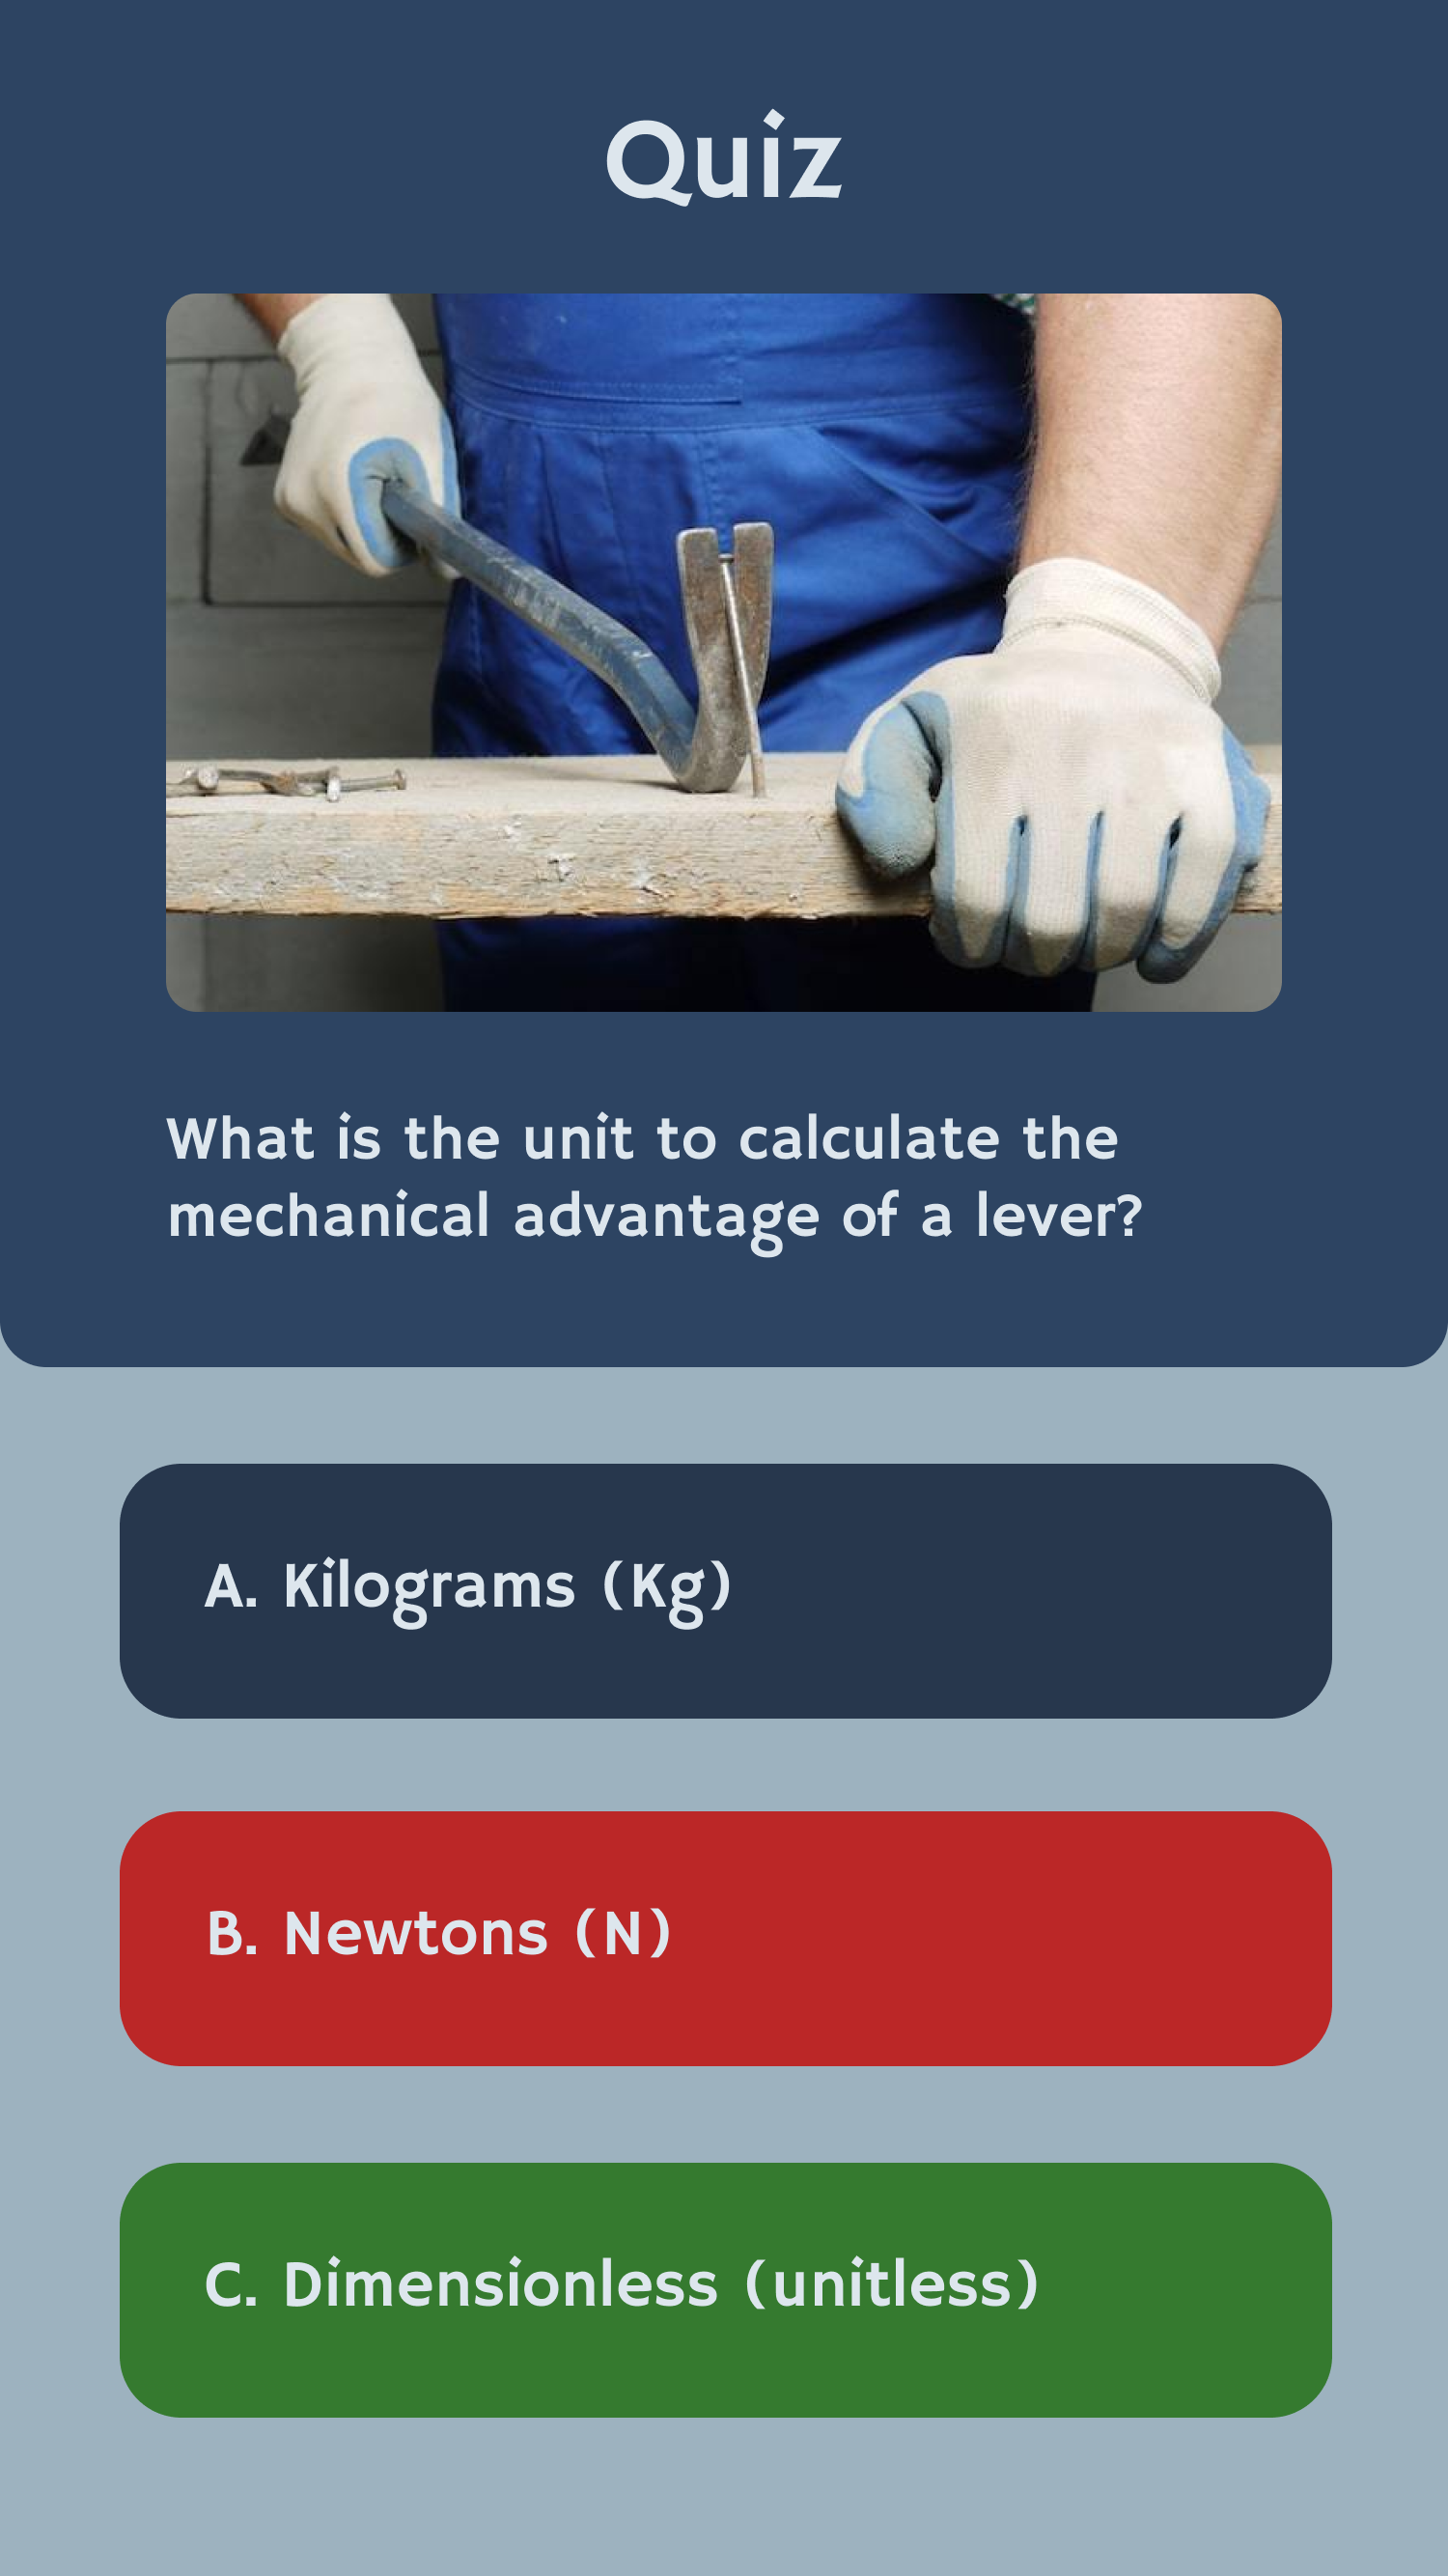 Quiz
What is the unit to calculate the
mechanical advantage of a lever?
A. Kilograms (Kg)
B. Newtons (N)
C. Dimensionless (unitless)